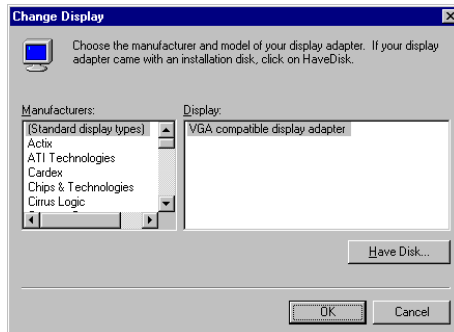 Change Display
Choose the manufacturer and model of your display adapter. If your display
adapter came with an installation disk, click on HaveDisk.
Manufacturers:
(Standard display types)
Actix
ATI Technologies
Cardex
Chips & Technologies
Cirrus Logic
Display:
VGA compatible display adapter
Have Disk...
OK
Cancel